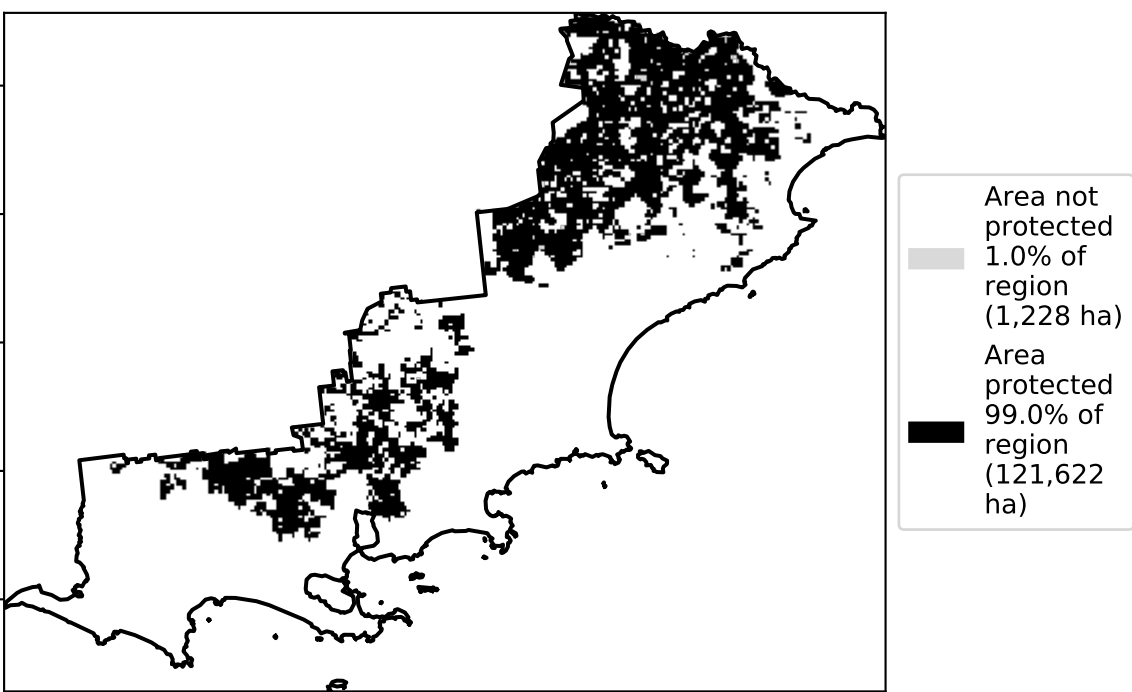 Area not
protected
1.0% of
region
(1,228 ha)
Area
protected
99.0% of
region
(121,622
ha)